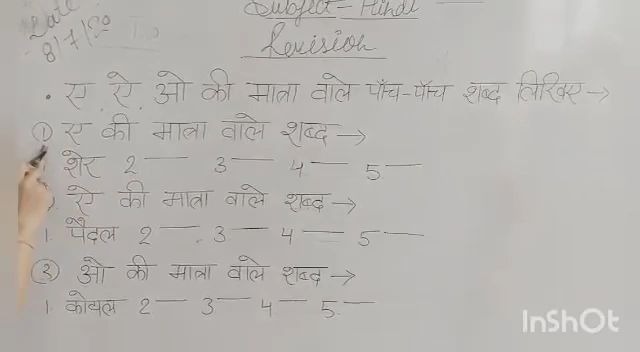 Date
8/7/20
Subject - Hindi
Revision
• ए, ऐ, ओ की मात्रा वाले पाँच-पाँच शब्द लिखिए →
① ए की मात्रा वाले शब्द →
शेर 2 — 3 — 4 — 5 —
ऐ की मात्रा वाले शब्द →
1. पैदल 2 — 3 — 4 — 5 —
③ ओ की मात्रा वाले शब्द →
1. कोयल 2 — 3 — 4 — 5. —
InShOt